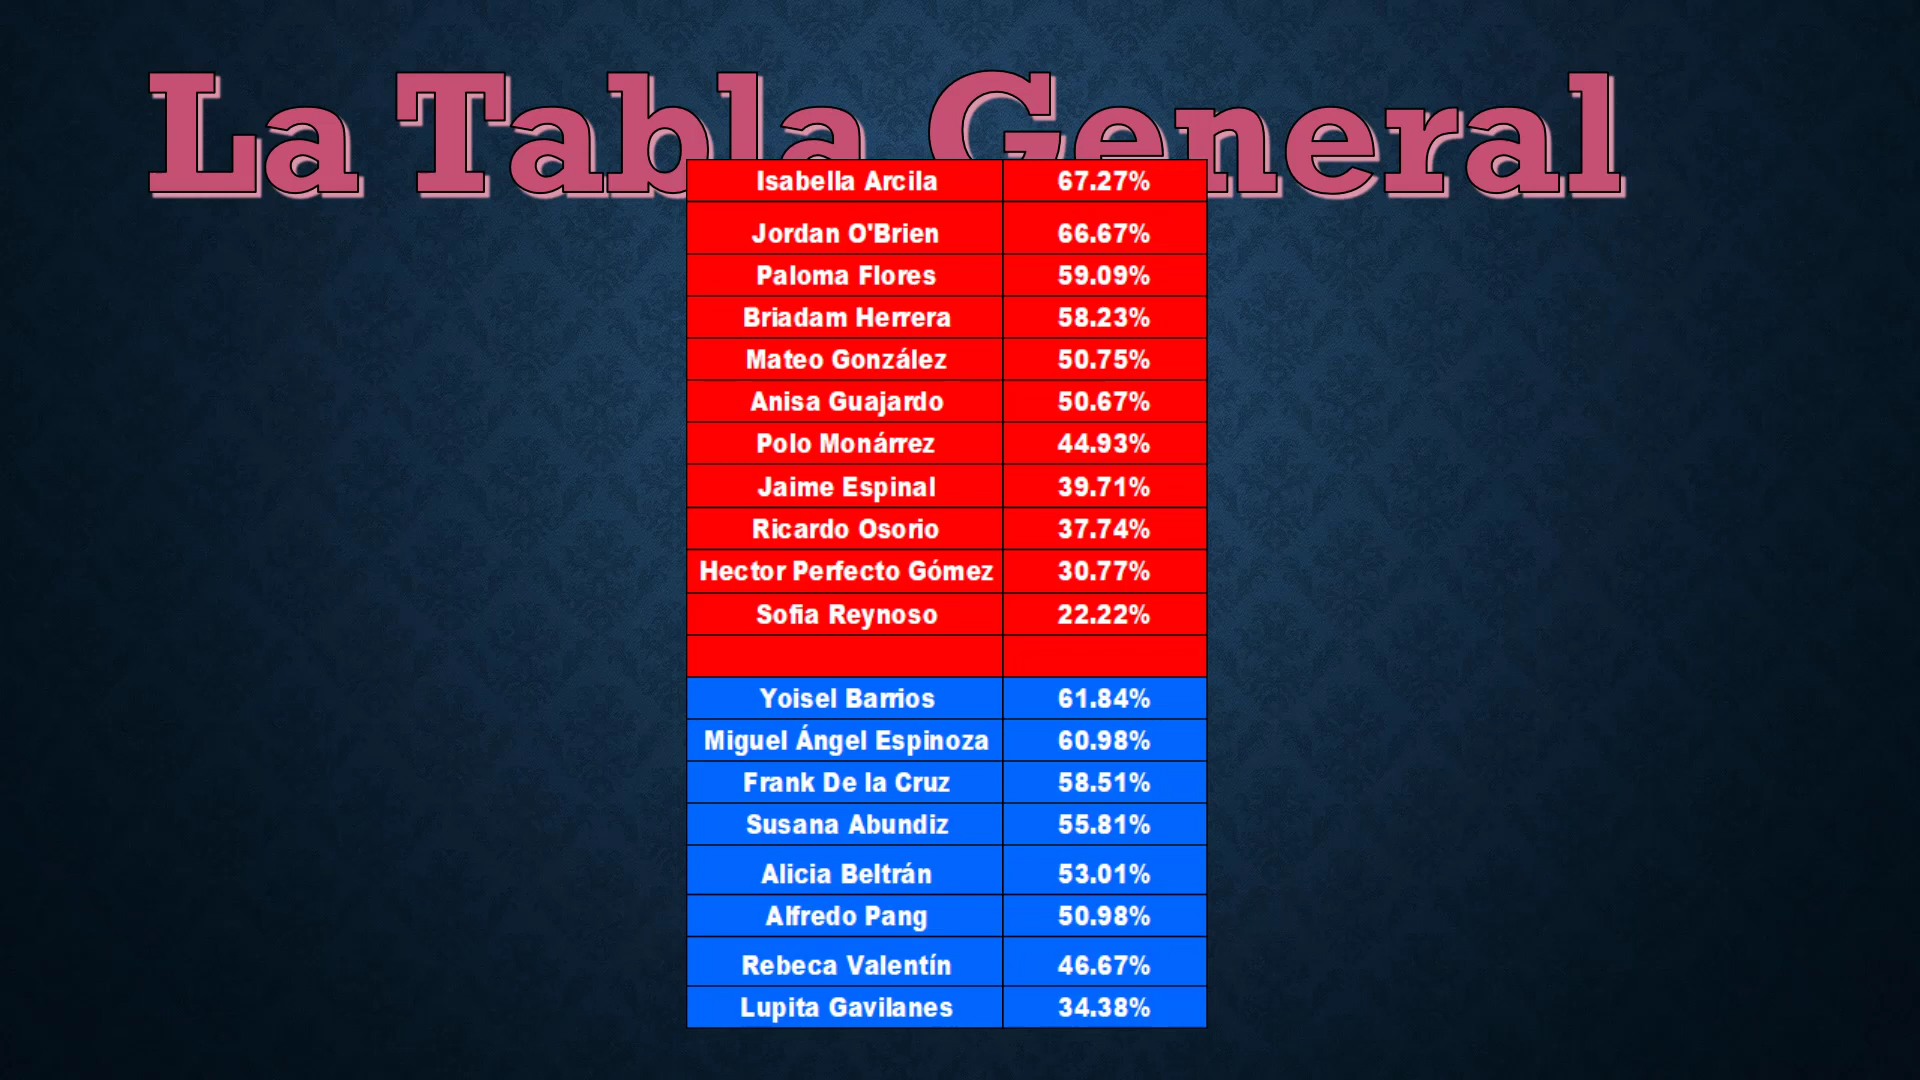 La Tabla General
Isabella Arcila 67.27%
Jordan O'Brien 66.67%
Paloma Flores 59.09%
Briadam Herrera 58.23%
Mateo González 50.75%
Anisa Guajardo 50.67%
Polo Monárrez 44.93%
Jaime Espinal 39.71%
Ricardo Osorio 37.74%
Hector Perfecto Gómez 30.77%
Sofia Reynoso 22.22%
Yoisel Barrios 61.84%
Miguel Ángel Espinoza 60.98%
Frank De la Cruz 58.51%
Susana Abundiz 55.81%
Alicia Beltrán 53.01%
Alfredo Pang 50.98%
Rebeca Valentín 46.67%
Lupita Gavilanes 34.38%